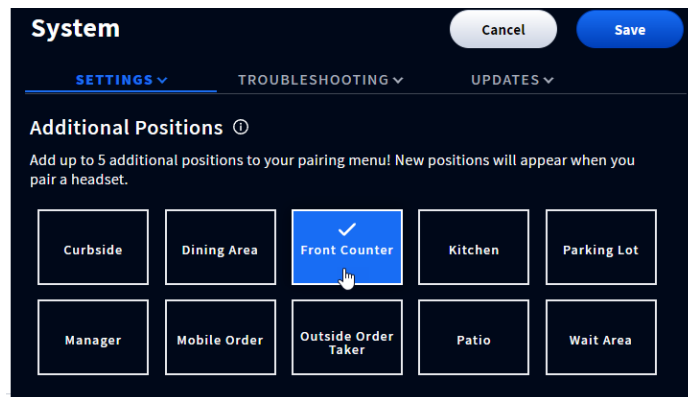 System
Cancel
Save
SETTINGS
TROUBLESHOOTING
UPDATES
Additional Positions
Add up to 5 additional positions to your pairing menu! New positions will appear when you
pair a headset.
Curbside
Dining Area
Front Counter
Kitchen
Parking Lot
Manager
Mobile Order
Outside Order
Taker
Patio
Wait Area